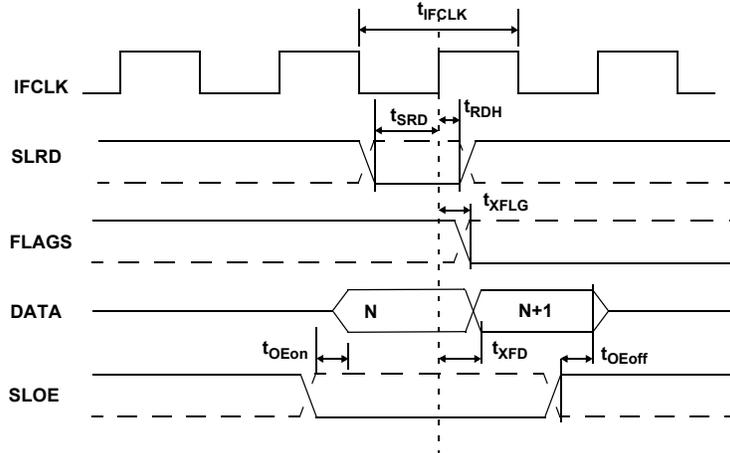 tIFCLK
IFCLK
tSRD
tRDH
SLRD
tXFLG
FLAGS
DATA
N
N+1
tOEon
tXFD
tOEoff
SLOE